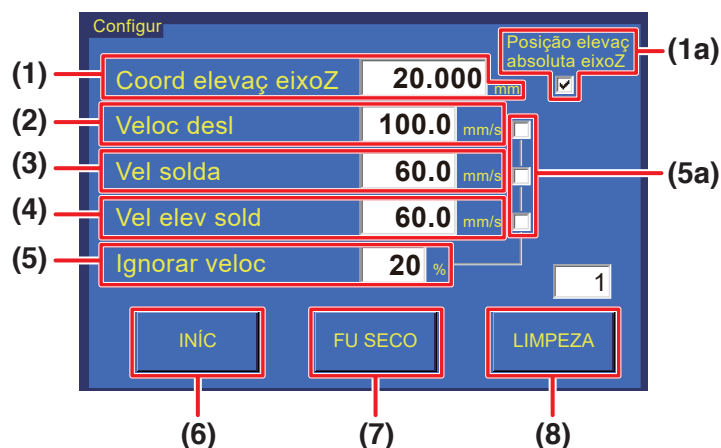 Configur
Posição elevaç
absoluta eixoZ
(1a)
(1)
Coord elevaç eixoZ
20.000
mm
(2)
Veloc desl
100.0
mm/s
(3)
Vel solda
60.0
mm/s
(5a)
(4)
Vel elev sold
60.0
mm/s
(5)
Ignorar veloc
20
%
1
INÍC
FU SECO
LIMPEZA
(6)
(7)
(8)